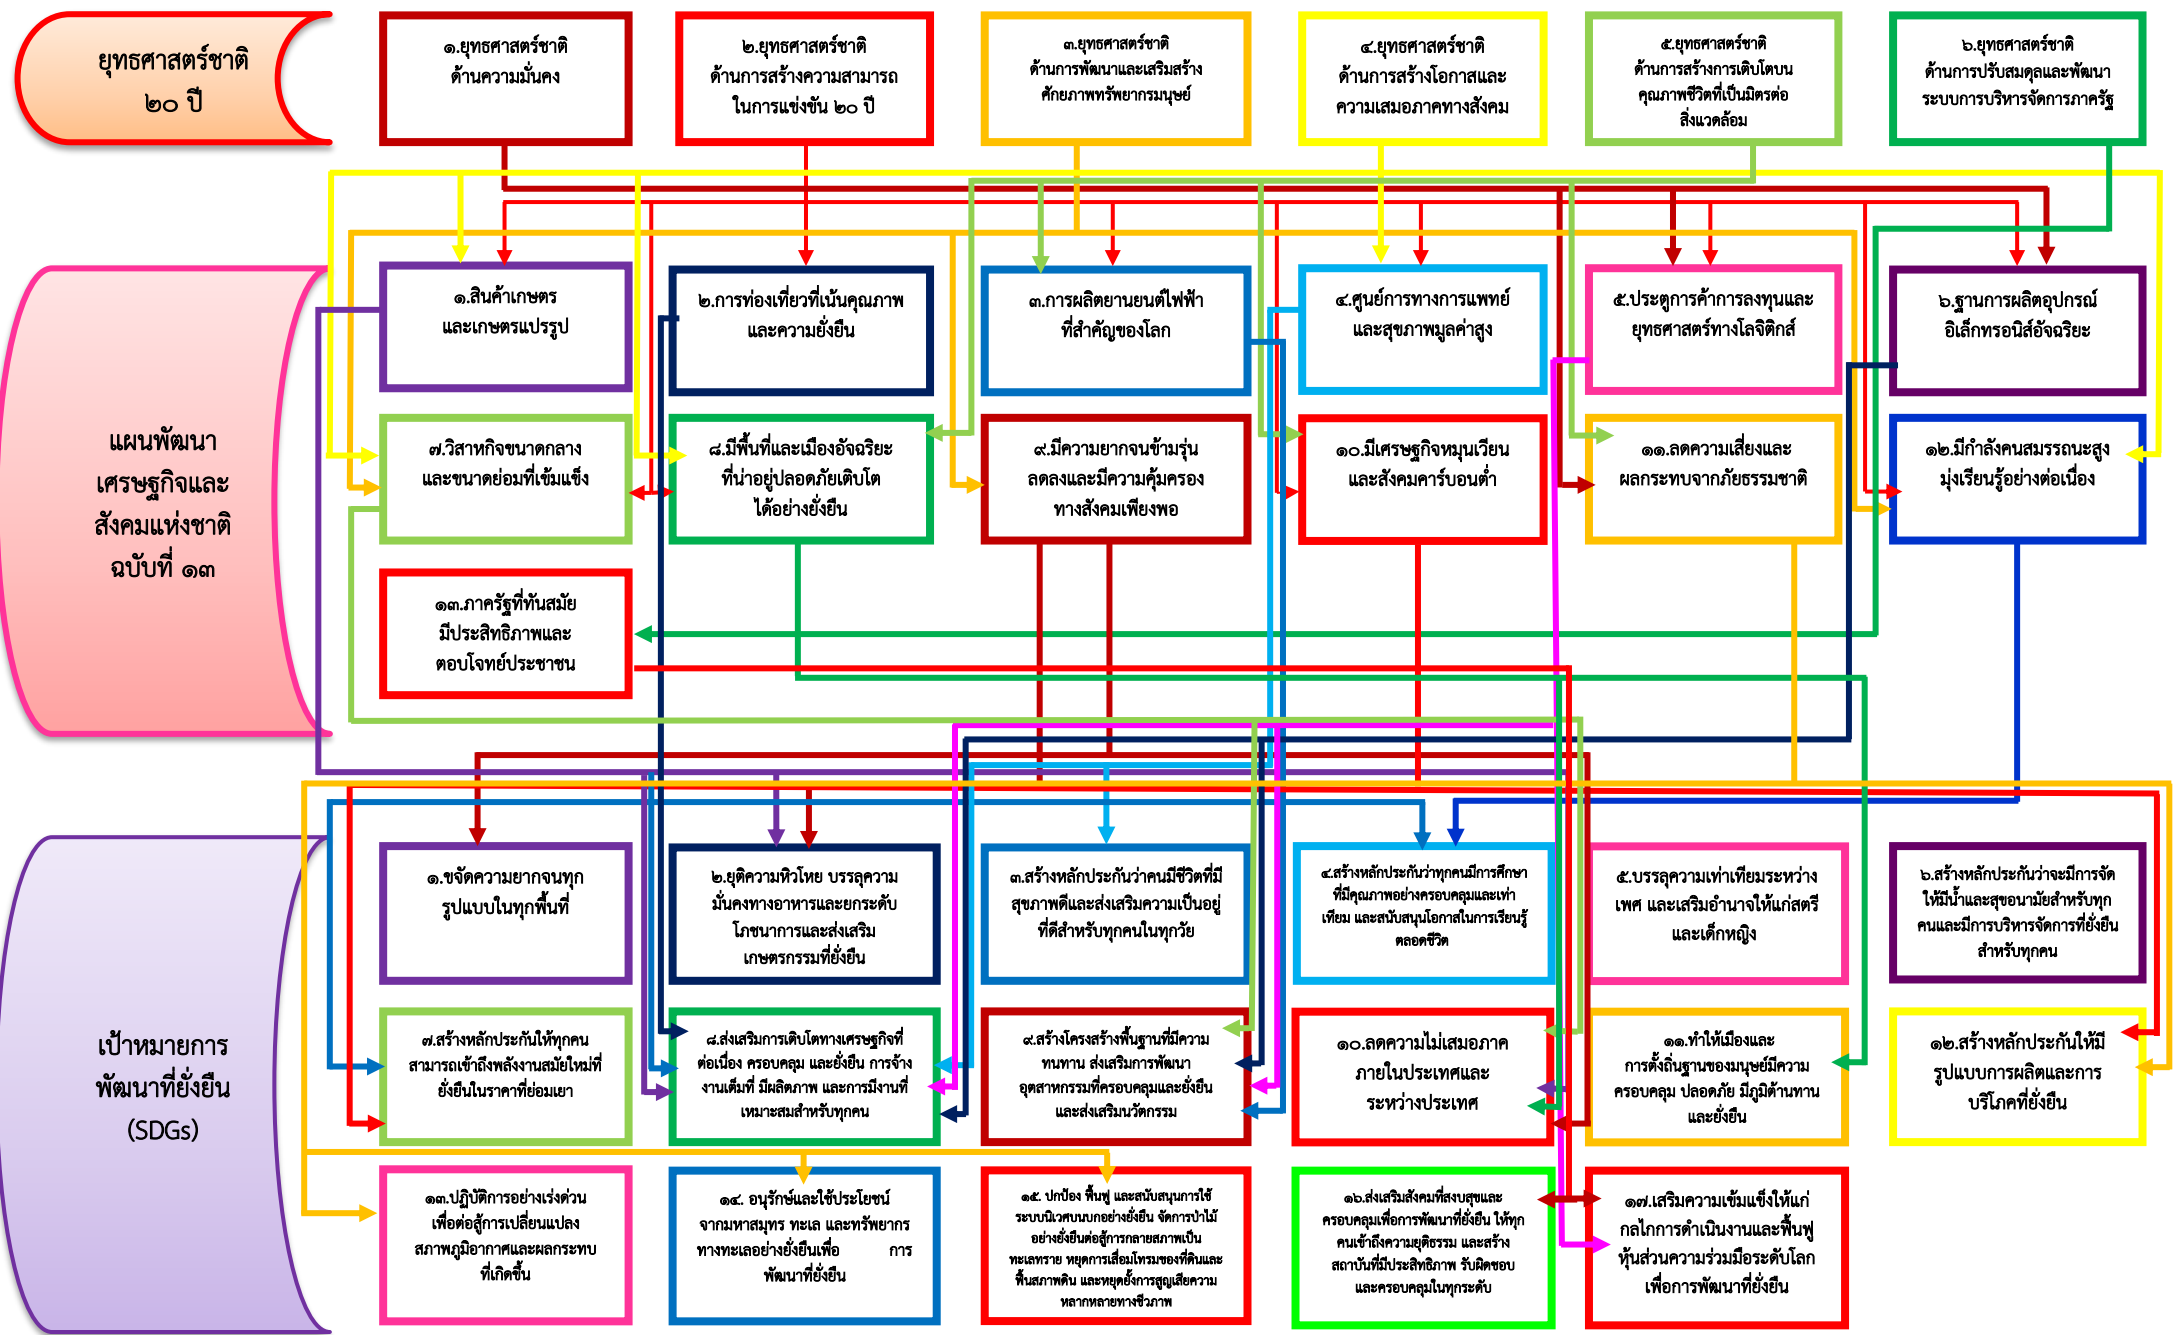 ยุทธศาสตร์ชาติ
๒๐ ปี
๑.ยุทธศาสตร์ชาติ
ด้านความมั่นคง
๒.ยุทธศาสตร์ชาติ
ด้านการสร้างความสามารถ
ในการแข่งขัน ๒๐ ปี
๓.ยุทธศาสตร์ชาติ
ด้านการพัฒนาและเสริมสร้าง
ศักยภาพทรัพยากรมนุษย์
๔.ยุทธศาสตร์ชาติ
ด้านการสร้างโอกาสและ
ความเสมอภาคทางสังคม
๕.ยุทธศาสตร์ชาติ
ด้านการสร้างการเติบโตบน
คุณภาพชีวิตที่เป็นมิตรต่อ
สิ่งแวดล้อม
๖.ยุทธศาสตร์ชาติ
ด้านการปรับสมดุลและพัฒนา
ระบบการบริหารจัดการภาครัฐ
แผนพัฒนา
เศรษฐกิจและ
สังคมแห่งชาติ
ฉบับที่ ๑๓
๑.สินค้าเกษตร
และเกษตรแปรรูป
๒.การท่องเที่ยวที่เน้นคุณภาพ
และความยั่งยืน
๓.การผลิตยานยนต์ไฟฟ้า
ที่สำคัญของโลก
๔.ศูนย์การทางการแพทย์
และสุขภาพมูลค่าสูง
๕.ประตูการค้าการลงทุนและ
ยุทธศาสตร์ทางโลจิติกส์
๖.ฐานการผลิตอุปกรณ์
อิเล็กทรอนิส์อัจฉริยะ
๗.วิสาหกิจขนาดกลาง
และขนาดย่อมที่เข้มแข็ง
๘.มีพื้นที่และเมืองอัจฉริยะ
ที่น่าอยู่ปลอดภัยเติบโต
ได้อย่างยั่งยืน
๙.มีความยากจนข้ามรุ่น
ลดลงและมีความคุ้มครอง
ทางสังคมเพียงพอ
๑๐.มีเศรษฐกิจหมุนเวียน
และสังคมคาร์บอนต่ำ
๑๑.ลดความเสี่ยงและ
ผลกระทบจากภัยธรรมชาติ
๑๒.มีกำลังคนสมรรถนะสูง
มุ่งเรียนรู้อย่างต่อเนื่อง
๑๓.ภาครัฐที่ทันสมัย
มีประสิทธิภาพและ
ตอบโจทย์ประชาชน
เป้าหมายการ
พัฒนาที่ยั่งยืน
(SDGs)
๑.ขจัดความยากจนทุก
รูปแบบในทุกพื้นที่
๒.ยุติความหิวโหย บรรลุความ
มั่นคงทางอาหารและยกระดับ
โภชนาการและส่งเสริม
เกษตรกรรมที่ยั่งยืน
๓.สร้างหลักประกันว่าคนมีชีวิตที่มี
สุขภาพดีและส่งเสริมความเป็นอยู่
ที่ดีสำหรับทุกคนในทุกวัย
๔.สร้างหลักประกันว่าทุกคนมีการศึกษา
ที่มีคุณภาพอย่างครอบคลุมและเท่า
เทียม และสนับสนุนโอกาสในการเรียนรู้
ตลอดชีวิต
๕.บรรลุความเท่าเทียมระหว่าง
เพศ และเสริมอำนาจให้แก่สตรี
และเด็กหญิง
๖.สร้างหลักประกันว่าจะมีการจัด
ให้มีน้ำและสุขอนามัยสำหรับทุก
คนและมีการบริหารจัดการที่ยั่งยืน
สำหรับทุกคน
๗.สร้างหลักประกันให้ทุกคน
สามารถเข้าถึงพลังงานสมัยใหม่ที่
ยั่งยืนในราคาที่ย่อมเยา
๘.ส่งเสริมการเติบโตทางเศรษฐกิจที่
ต่อเนื่อง ครอบคลุม และยั่งยืน การจ้าง
งานเต็มที่ มีผลิตภาพ และการมีงานที่
เหมาะสมสำหรับทุกคน
๙.สร้างโครงสร้างพื้นฐานที่มีความ
ทนทาน ส่งเสริมการพัฒนา
อุตสาหกรรมที่ครอบคลุมและยั่งยืน
และส่งเสริมนวัตกรรม
๑๐.ลดความไม่เสมอภาค
ภายในประเทศและ
ระหว่างประเทศ
๑๑.ทำให้เมืองและ
การตั้งถิ่นฐานของมนุษย์มีความ
ครอบคลุม ปลอดภัย มีภูมิต้านทาน
และยั่งยืน
๑๒.สร้างหลักประกันให้มี
รูปแบบการผลิตและการ
บริโภคที่ยั่งยืน
๑๓.ปฏิบัติการอย่างเร่งด่วน
เพื่อต่อสู้การเปลี่ยนแปลง
สภาพภูมิอากาศและผลกระทบ
ที่เกิดขึ้น
๑๔. อนุรักษ์และใช้ประโยชน์
จากมหาสมุทร ทะเล และทรัพยากร
ทางทะเลอย่างยั่งยืนเพื่อ การ
พัฒนาที่ยั่งยืน
๑๕. ปกป้อง ฟื้นฟู และสนับสนุนการใช้
ระบบนิเวศบนบกอย่างยั่งยืน จัดการป่าไม้
อย่างยั่งยืนต่อสู้การกลายสภาพเป็น
ทะเลทราย หยุดการเสื่อมโทรมของที่ดินและ
ฟื้นสภาพดิน และหยุดยั้งการสูญเสียความ
หลากหลายทางชีวภาพ
๑๖.ส่งเสริมสังคมที่สงบสุขและ
ครอบคลุมเพื่อการพัฒนาที่ยั่งยืน ให้ทุก
คนเข้าถึงความยุติธรรม และสร้าง
สถาบันที่มีประสิทธิภาพ รับผิดชอบ
และครอบคลุมในทุกระดับ
๑๗.เสริมความเข้มแข็งให้แก่
กลไกการดำเนินงานและฟื้นฟู
หุ้นส่วนความร่วมมือระดับโลก
เพื่อการพัฒนาที่ยั่งยืน